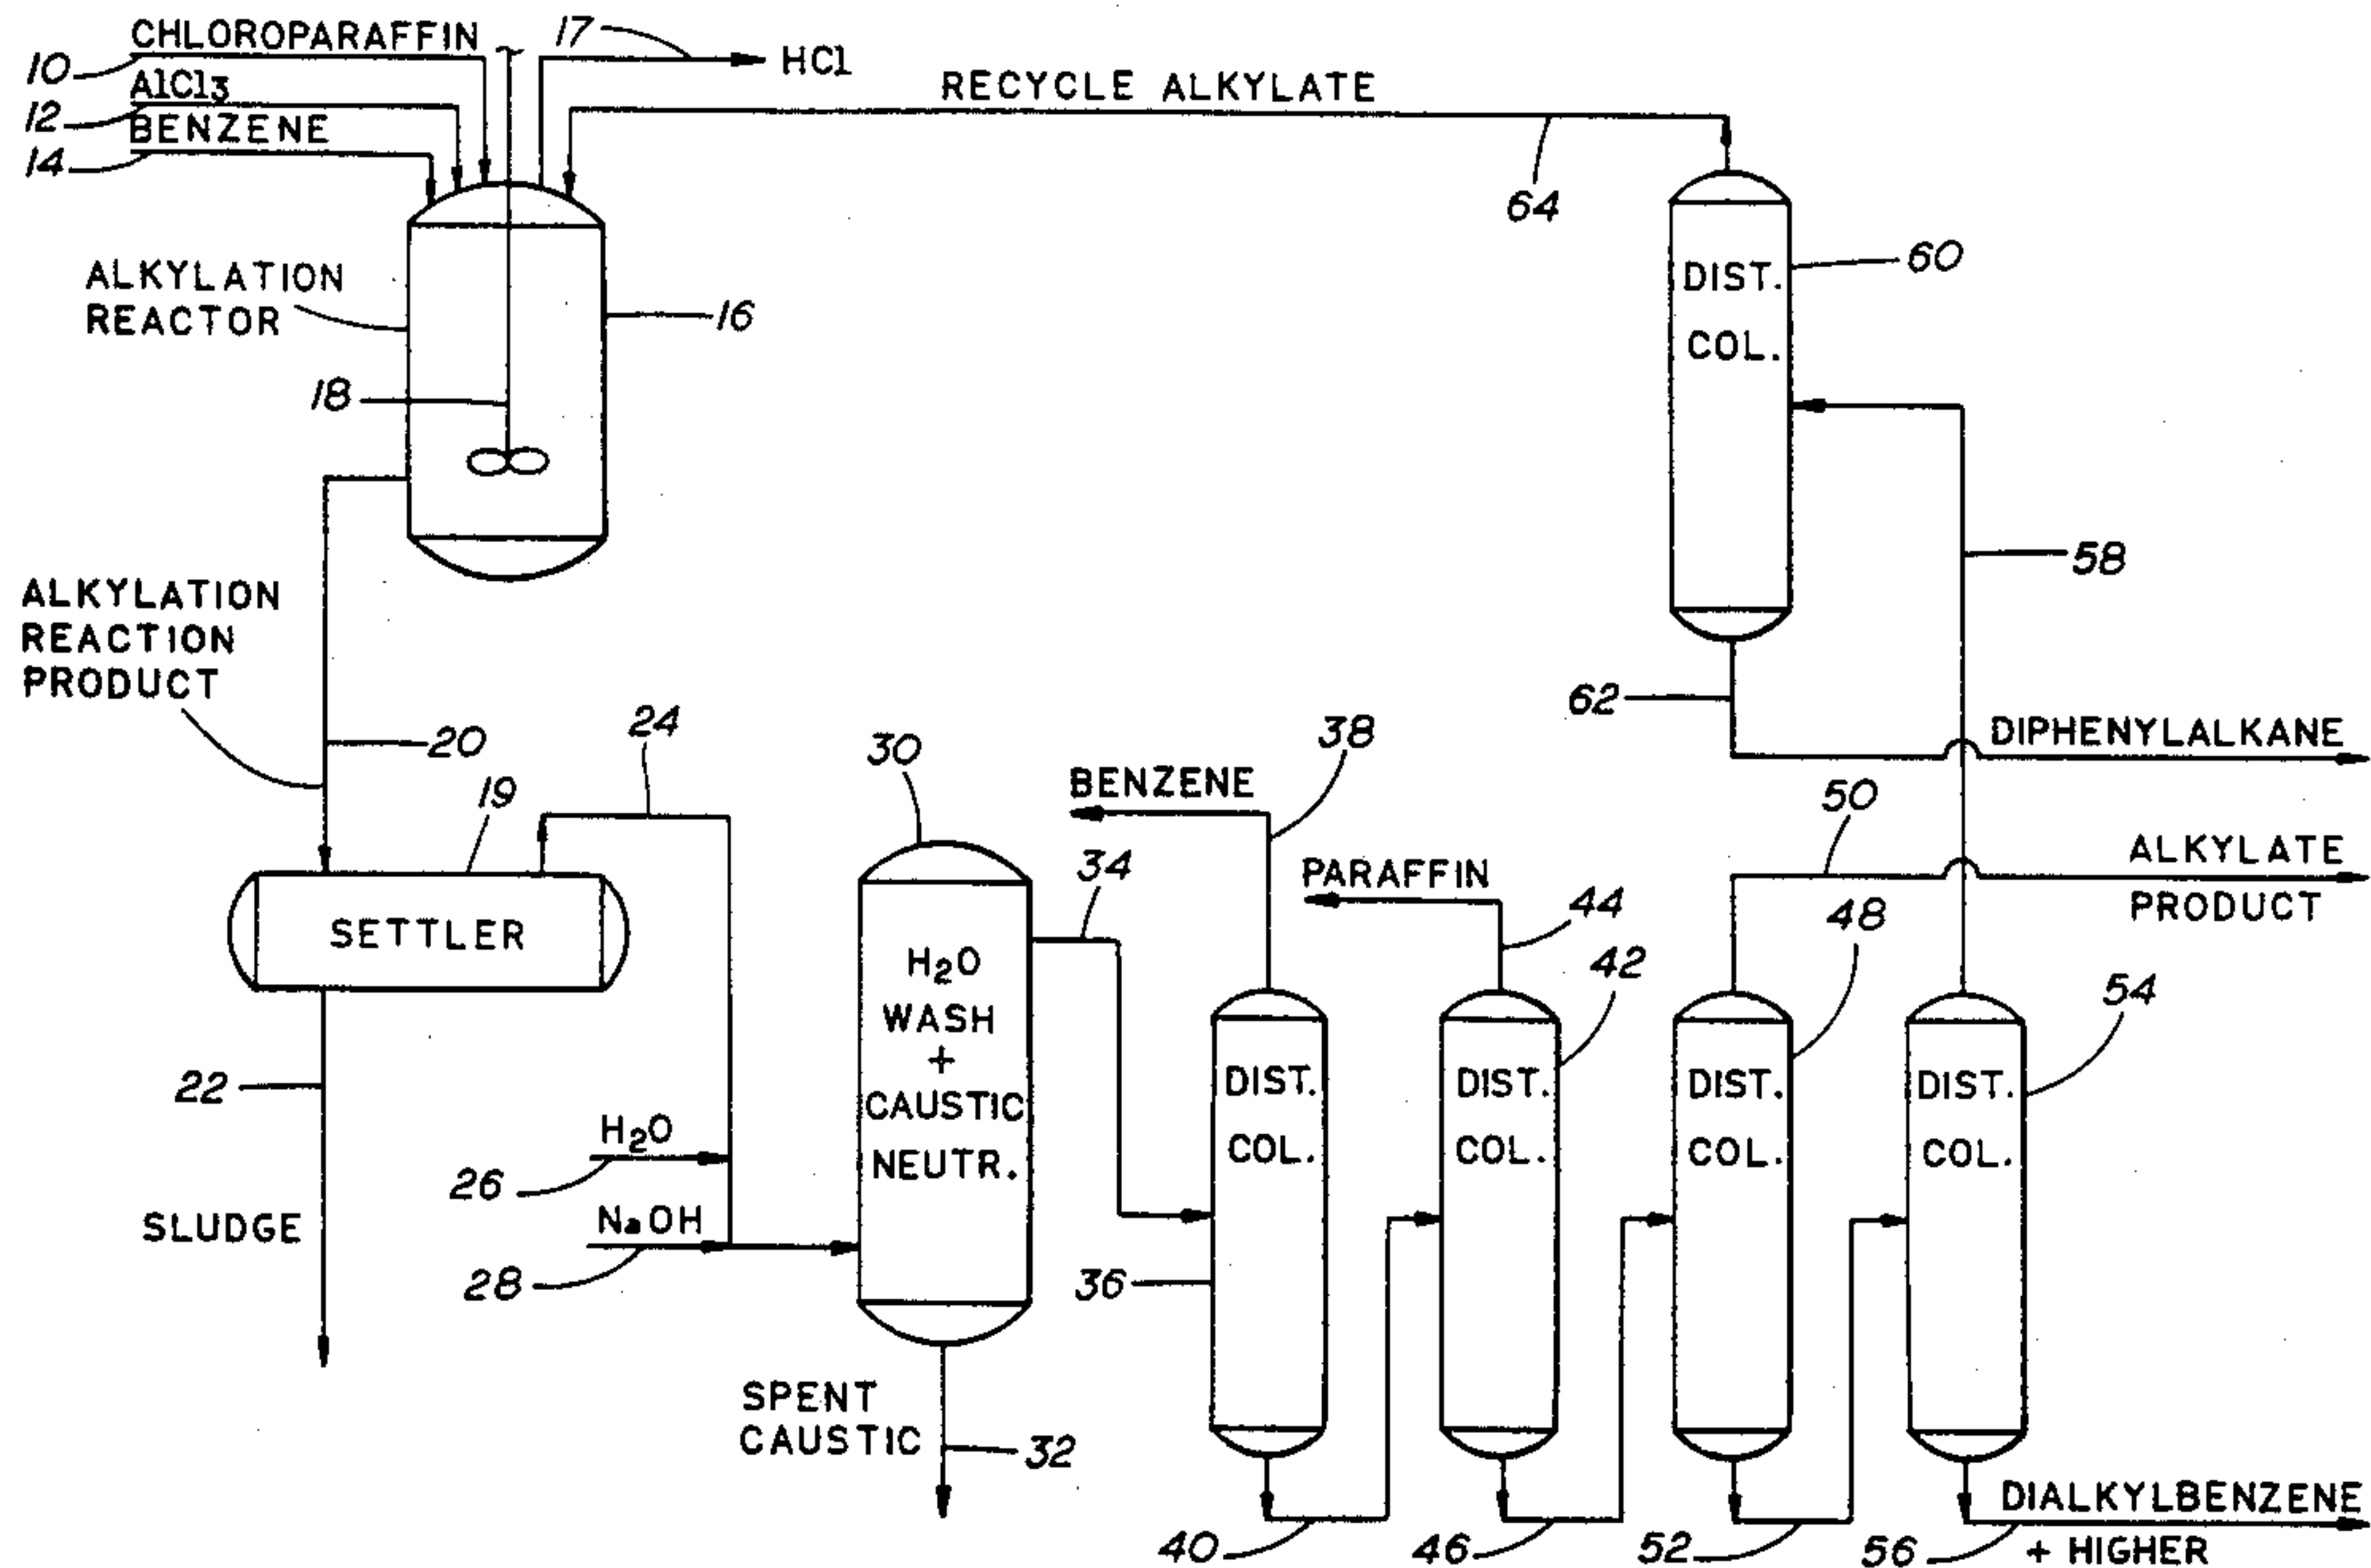 CHLOROPARAFFIN
10
AlCl3
12
BENZENE
14
17
HCl
RECYCLE ALKYLATE
64
ALKYLATION
REACTOR
16
18
DIST.
COL.
60
58
62
DIPHENYLALKANE
ALKYLATION
REACTION
PRODUCT
20
24
19
SETTLER
22
SLUDGE
H2O
26
NaOH
28
30
H2O
WASH
+
CAUSTIC
NEUTR.
34
SPENT
CAUSTIC
32
BENZENE
38
DIST.
COL.
36
40
PARAFFIN
44
42
DIST.
COL.
46
50
ALKYLATE
PRODUCT
48
DIST.
COL.
52
54
DIST.
COL.
56
DIALKYLBENZENE
+ HIGHER